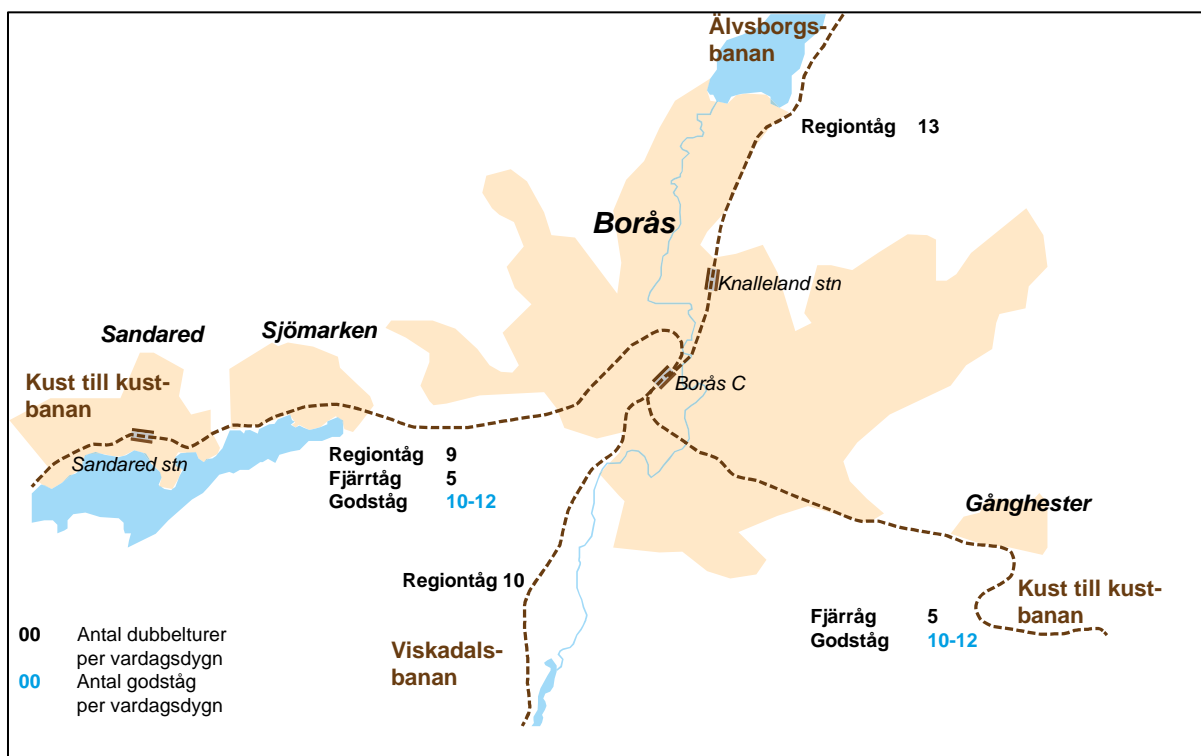 Älvsborgs-
banan
Regiontåg 13
Borås
Knalleland stn
Sandared
Sjömarken
Kust till kust-
banan
Borås C
Sandared stn
Regiontåg 9
Fjärrtåg 5
Godståg 10-12
Gånghester
Regiontåg 10
Kust till kust-
banan
Fjärråg 5
Godståg 10-12
Viskadals-
banan
00 Antal dubbelturer
per vardagsdygn
00 Antal godståg
per vardagsdygn